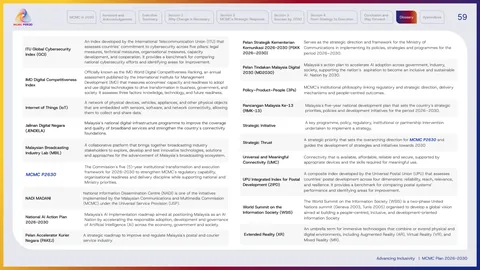 MCMC in 2025
Foreword and Acknowledgements
Executive Summary
Section 1
Section 2
Section 3
Section 4
Glossary
59
ITU Global Cybersecurity
Index (GCI)
An index developed by the International Telecommunication Union (ITU) that
assesses countries' commitment to cybersecurity across five pillars: legal
measures, technical measures, organisational measures, capacity
development, and cooperation. It provides a benchmark for comparing
national cybersecurity efforts and identifying areas for improvement.
IMD Digital Competitiveness
Index
Officially known as the IMD World Digital Competitiveness Ranking, an annual
assessment published by the International Institute for Management
Development (IMD) that measures economies' capacity and readiness to adopt
and use digital technologies to drive transformation in business, government, and
society. It assesses three factors: knowledge, technology, and future readiness.
Internet of Things (IoT)
A network of physical devices, vehicles, appliances, and other physical objects
that are embedded with sensors, software, and network connectivity, allowing
them to collect and share data.
Jalinan Digital Negara
(JENDELA)
Malaysia's national digital infrastructure programme to improve the coverage
and quality of broadband services and strengthen the country's connectivity
foundations.
Malaysian Broadcasting
Industry Lab (MBIL)
A collaborative platform that brings together broadcasting industry
stakeholders to explore, develop and test innovative technologies, solutions
and approaches for the advancement of Malaysia's broadcasting ecosystem.
MCMC P2030
The Commission's five (5)-year institutional transformation and execution
framework for 2026-2030 to strengthen MCMC's regulatory capability,
organisational readiness and delivery discipline while supporting national and
Ministry priorities.
NADI MADANI
National Information Dissemination Centre (NADI) is one of the initiatives
implemented by the Malaysian Communications and Multimedia Commission
(MCMC) under the Universal Service Provision (USP)
National AI Action Plan
2026-2030
Malaysia's AI implementation roadmap aimed at positioning Malaysia as an AI
Nation by accelerating the responsible adoption, development and governance
of Artificial Intelligence (AI) across the economy, government and society.
Pelan Accelerator Kurier
Negara (PAKEJ)
A strategic roadmap to improve and regulate Malaysia's postal and courier
service industry.
Pelan Strategik Kementerian
Komunikasi 2026-2030 (PSKK
2026-2030)
Serves as the strategic direction and framework for the Ministry of
Communications in implementing its policies, strategies and programmes for the
period 2026–2030.
Pelan Tindakan Malaysia Digital
2030 (MD2030)
Malaysia's action plan to accelerate AI adoption across government, industry,
society, supporting the nation's aspiration to become an inclusive and sustainable
AI Nation by 2030.
Policy-Product-People (3Ps)
MCMC's institutional philosophy linking regulatory and strategic direction, delivery
mechanisms and people-centred outcomes.
Rancangan Malaysia Ke-13
(RMK-13)
Malaysia's five-year national development plan that sets the country's strategic
priorities, policies and development initiatives for the period 2026–2030.
Strategic Initiative
A key programme, policy, regulatory, institutional or partnership intervention
undertaken to implement a strategy.
Strategic Thrust
A strategic priority that sets the overarching direction for MCMC P2030 and
guides the development of strategies and initiatives towards 2030
Universal and Meaningful
Connectivity (UMC)
Connectivity that is available, affordable, reliable and secure, supported by
appropriate devices and the skills required for meaningful use.
UPU Integrated Index for Postal
Development (2IPD)
A composite index developed by the Universal Postal Union (UPU) that assesses
countries' postal development across four dimensions: reliability, reach, relevance,
and resilience. It provides a benchmark for comparing postal systems'
performance and identifying areas for improvement.
World Summit on the
Information Society (WSIS)
The World Summit on the Information Society (WSIS) is a two-phase United
Nations summit (Geneva 2003, Tunis 2005) organised to develop a global vision
aimed at building a people-centred, inclusive, and development-oriented
Information Society
Extended Reality (XR)
An umbrella term for immersive technologies that combine or extend physical and
digital environments, including Augmented Reality (AR), Virtual Reality (VR), and
Mixed Reality (MR).
Advancing Inclusivity | MCMC Plan 2026-2030